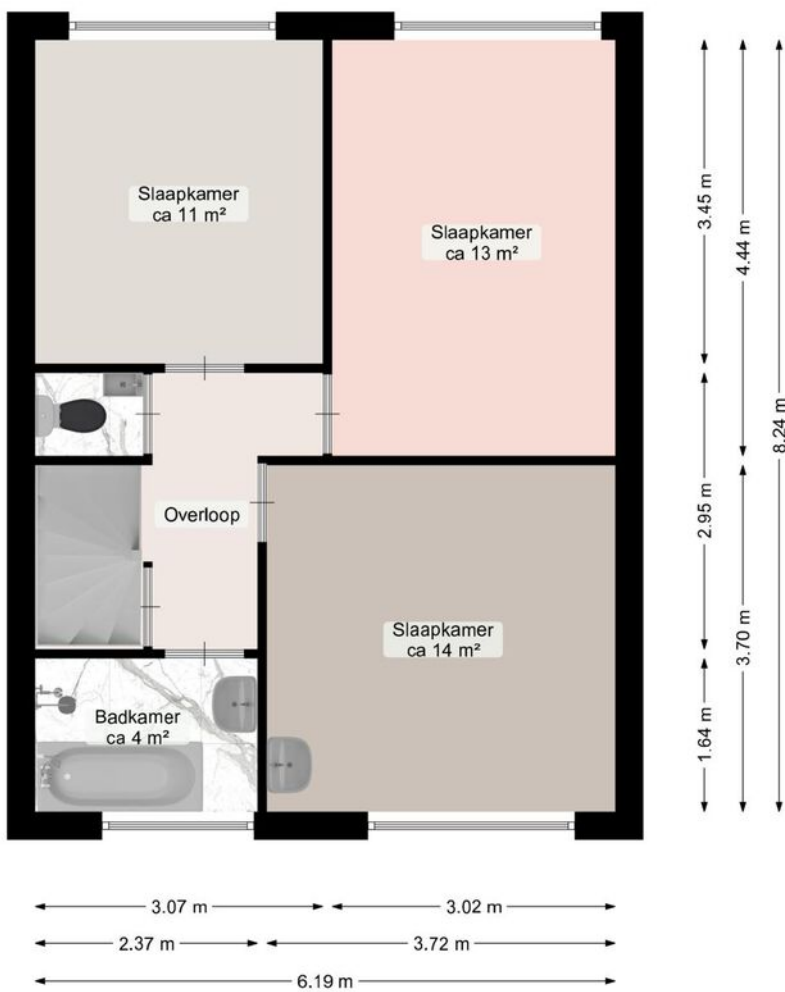 Slaapkamer
ca 11 m²
Slaapkamer
ca 13 m²
Overloop
Slaapkamer
ca 14 m²
Badkamer
ca 4 m²
3.45 m
4.44 m
8.24 m
2.95 m
3.70 m
1.64 m
3.07 m
3.02 m
2.37 m
3.72 m
6.19 m